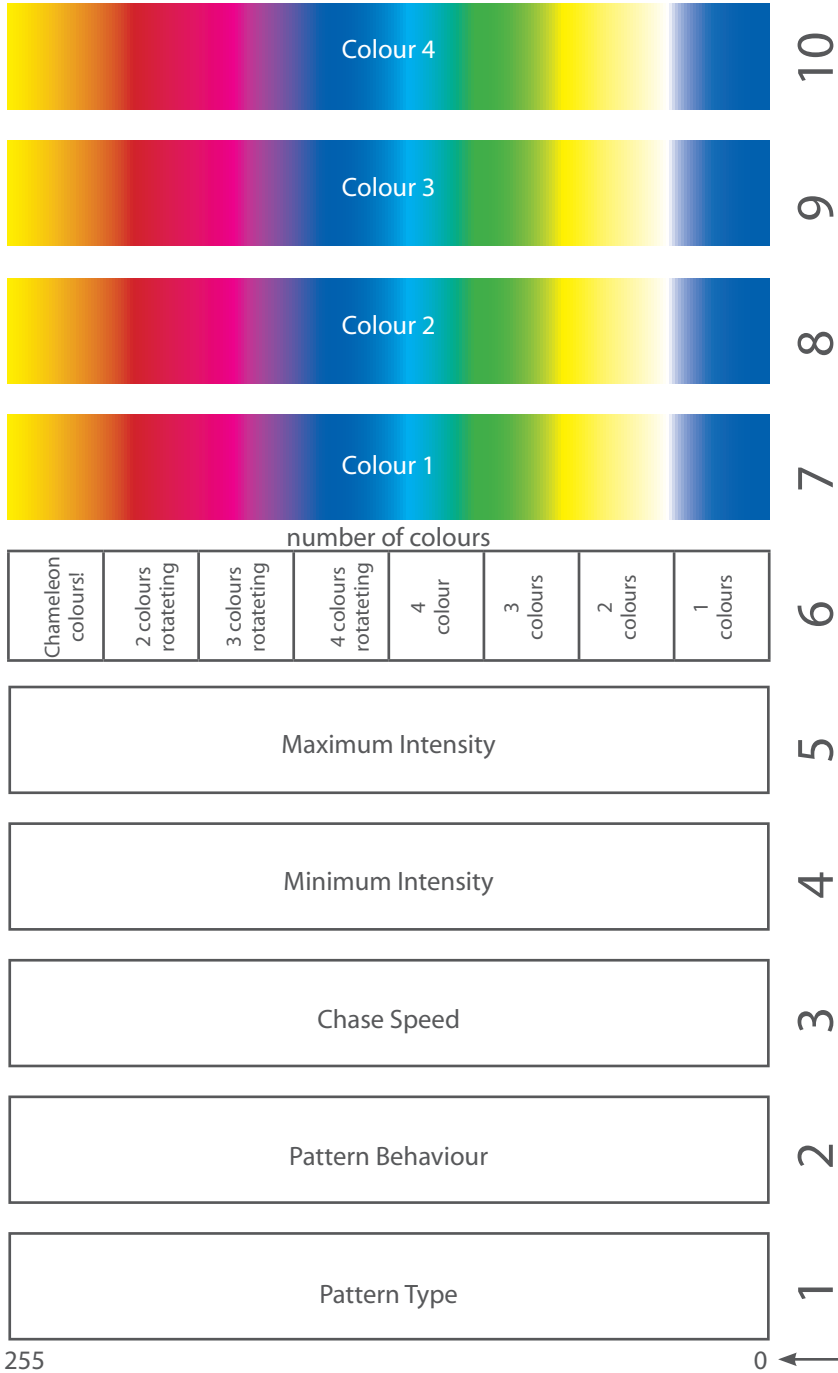 Colour 4
10
Colour 3
9
Colour 2
8
Colour 1
7
number of colours
Chameleon
colours!
2 colours
rotateting
3 colours
rotateting
4 colours
rotateting
4
colour
3
colours
2
colours
1
colours
6
Maximum Intensity
5
Minimum Intensity
4
Chase Speed
3
Pattern Behaviour
2
Pattern Type
1
255
0